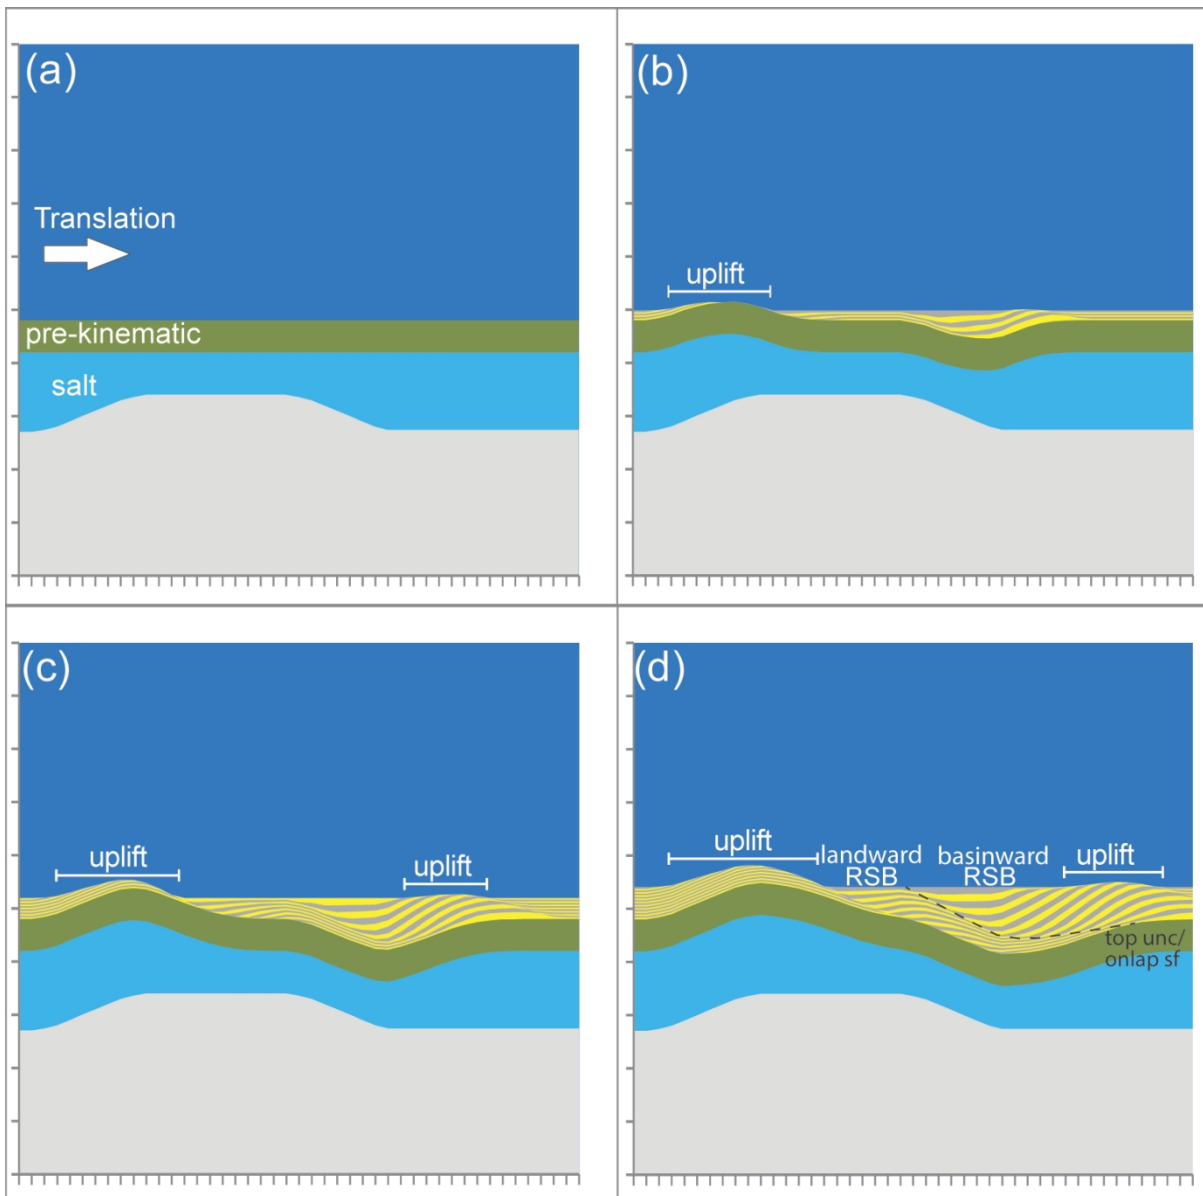 (a)
Translation
pre-kinematic
salt
(b)
uplift
(c)
uplift
uplift
(d)
uplift
landward
RSB
basinward
RSB
uplift
top unc/
onlap sf